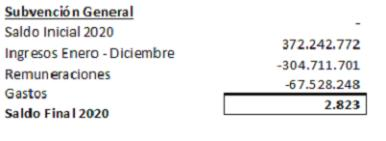 Subvención General
Saldo Inicial 2020 -
Ingresos Enero - Diciembre 372.242.772
Remuneraciones -304.711.701
Gastos -67.528.248
Saldo Final 2020 2.823